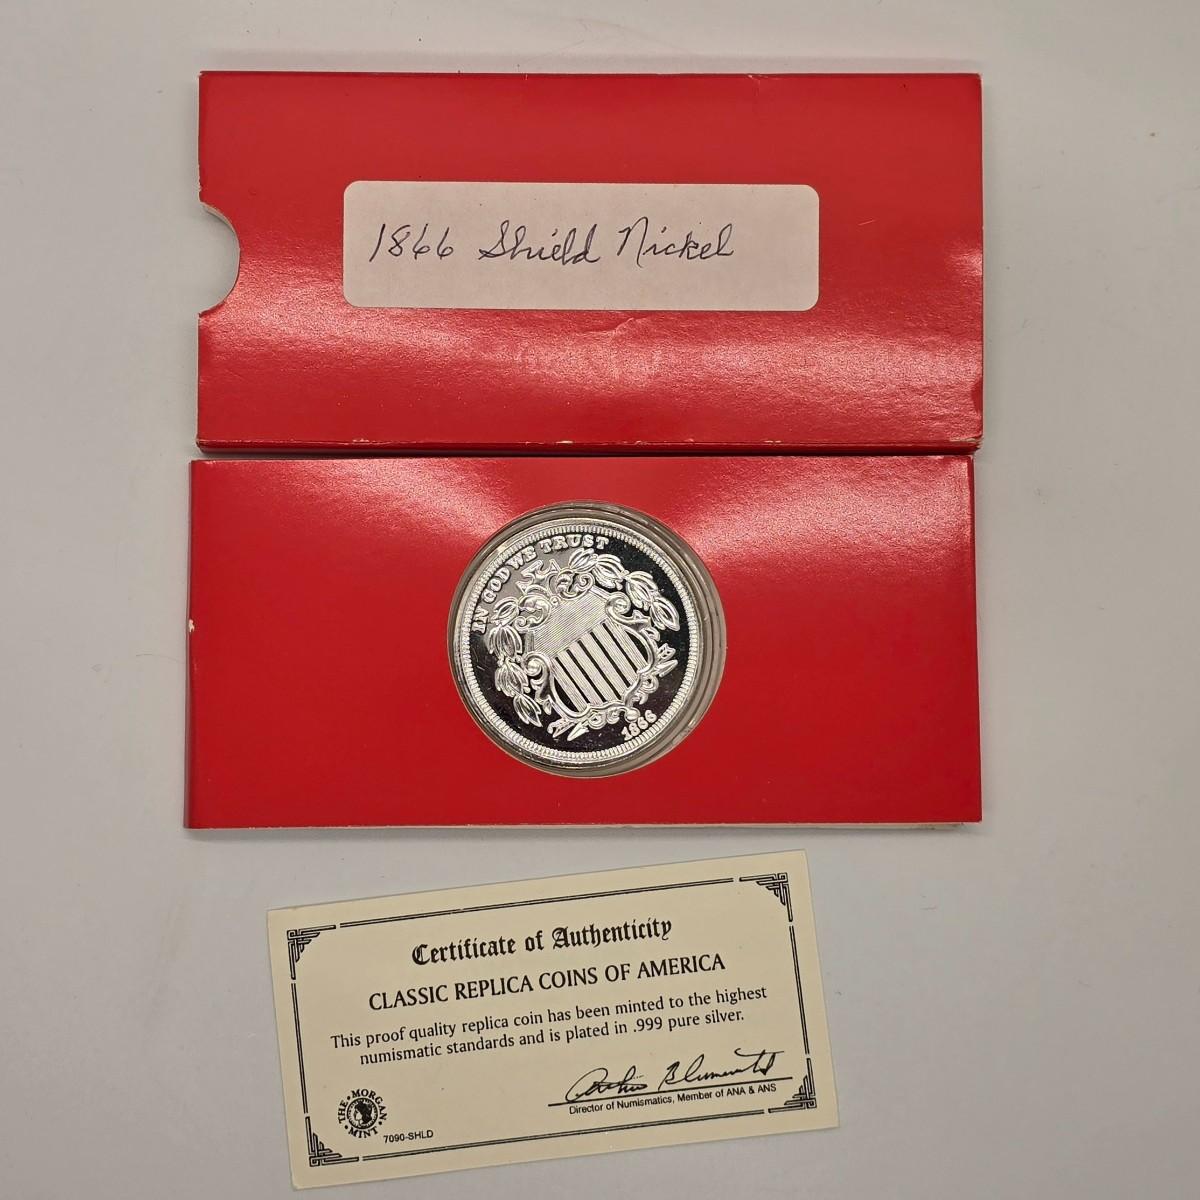 1866 Shield Nickel
IN GOD WE TRUST
1866
Certificate of Authenticity
CLASSIC REPLICA COINS OF AMERICA
This proof quality replica coin has been minted to the highest
numismatic standards and is plated in .999 pure silver.
Director of Numismatics, Member of ANA & ANS
THE MORGAN MINT
7090-SHLD